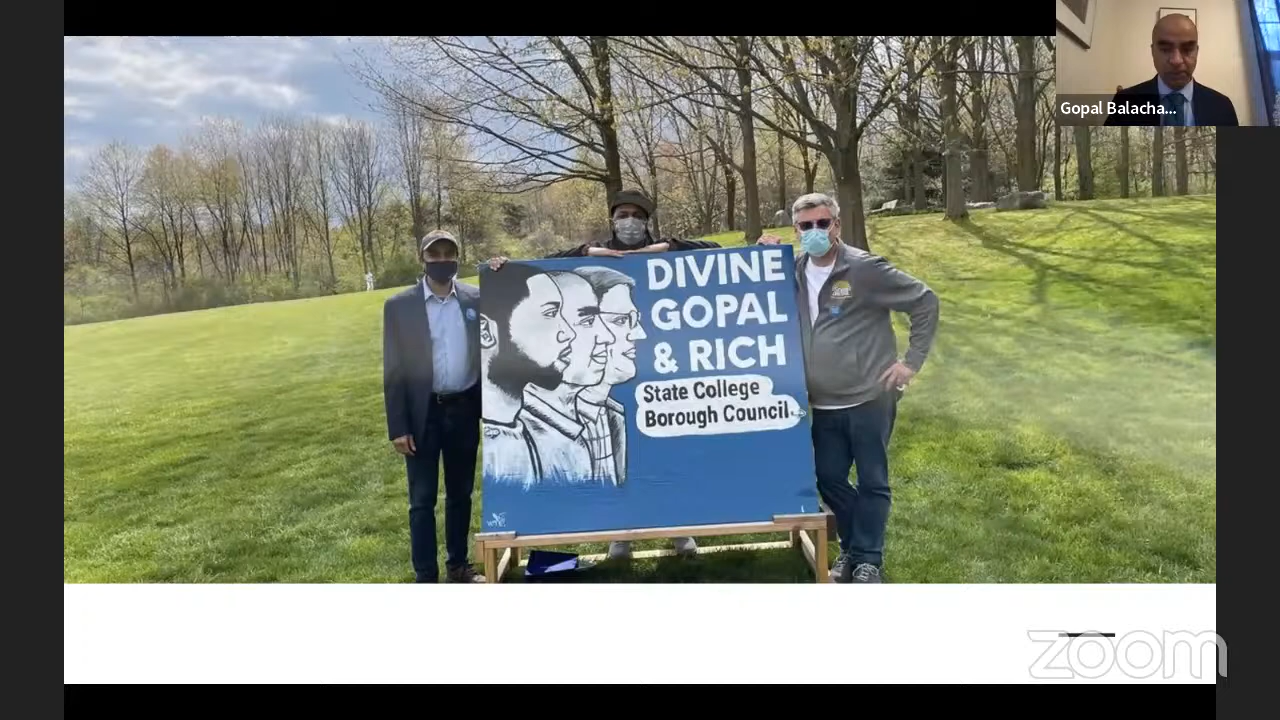 Gopal Balacha...
DIVINE
GOPAL
& RICH
State College
Borough Council
zoom